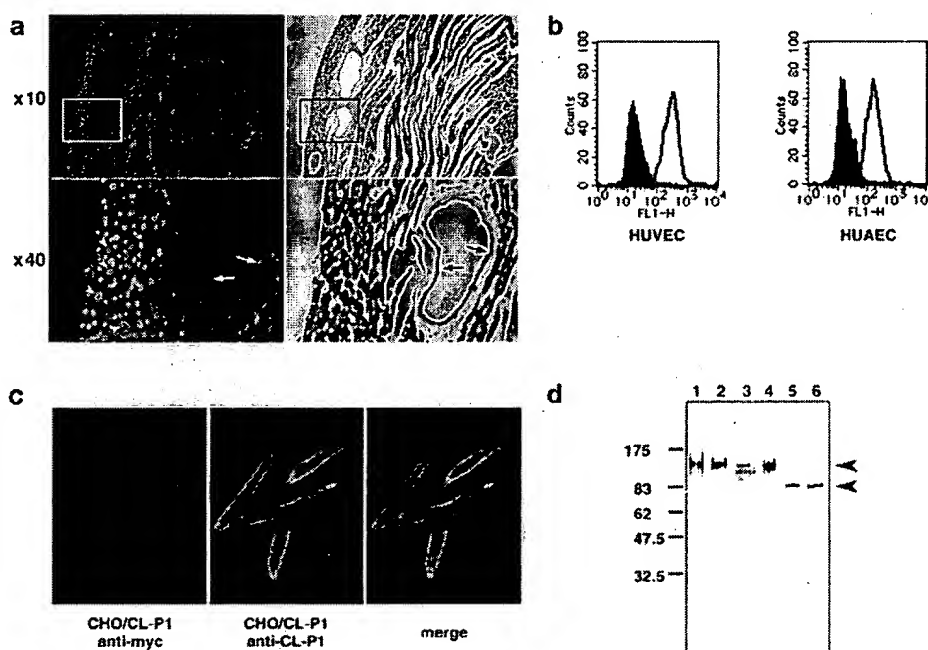 a
x10
x40
b
100
80
60
40
20
0
Counts
10^0 10^1 10^2 10^3 10^4
FL1-H
HUVEC
100
80
60
40
20
0
Counts
10^0 10^1 10^2 10^3 10^4
FL1-H
HUAEC
c
CHO/CL-P1
anti-myc
CHO/CL-P1
anti-CL-P1
merge
d
1 2 3 4 5 6
175
83
62
47.5
32.5